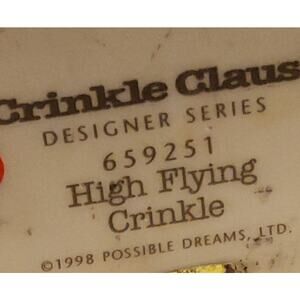 Crinkle Claus
DESIGNER SERIES
659251
High Flying
Crinkle
©1998 POSSIBLE DREAMS, LTD.